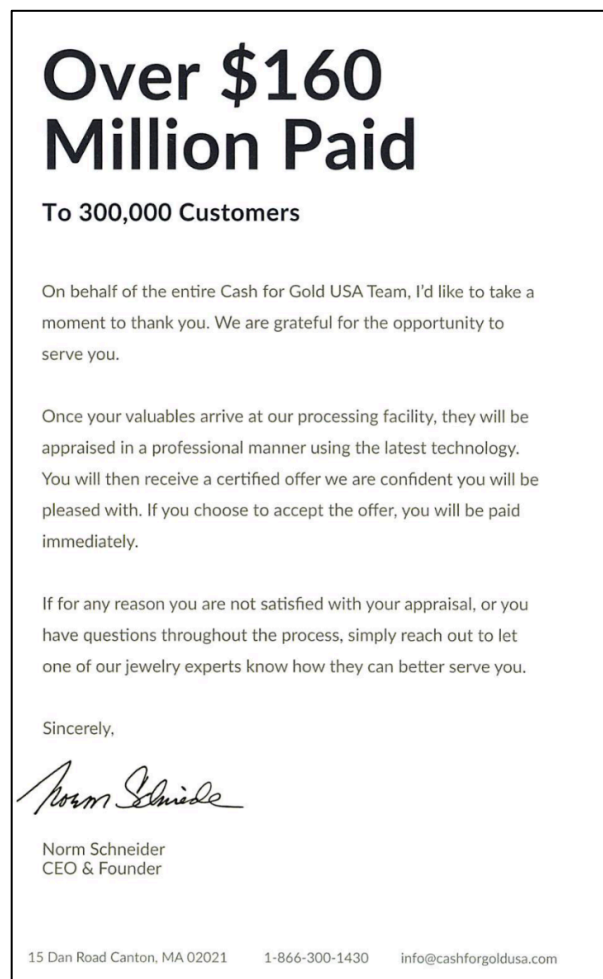 Over $160
Million Paid
To 300,000 Customers
On behalf of the entire Cash for Gold USA Team, I'd like to take a
moment to thank you. We are grateful for the opportunity to
serve you.
Once your valuables arrive at our processing facility, they will be
appraised in a professional manner using the latest technology.
You will then receive a certified offer we are confident you will be
pleased with. If you choose to accept the offer, you will be paid
immediately.
If for any reason you are not satisfied with your appraisal, or you
have questions throughout the process, simply reach out to let
one of our jewelry experts know how they can better serve you.
Sincerely,
Norm Schneider
CEO & Founder
15 Dan Road Canton, MA 02021 1-866-300-1430 info@cashforgoldusa.com